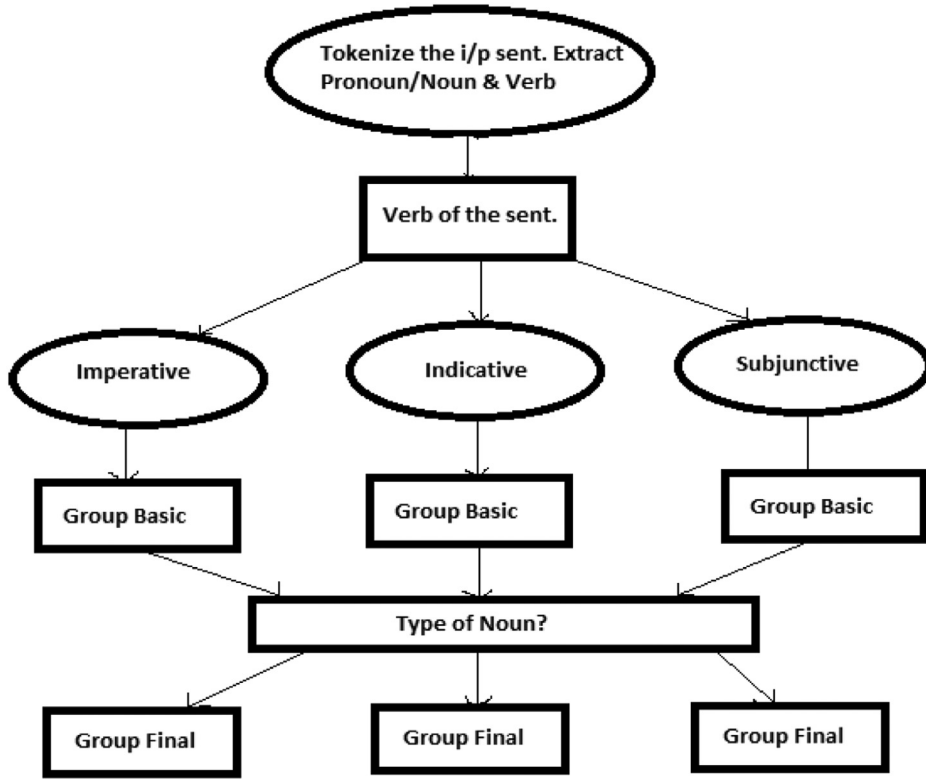 Tokenize the i/p sent. Extract
Pronoun/Noun & Verb
Verb of the sent.
Imperative
Indicative
Subjunctive
Group Basic
Group Basic
Group Basic
Type of Noun?
Group Final
Group Final
Group Final